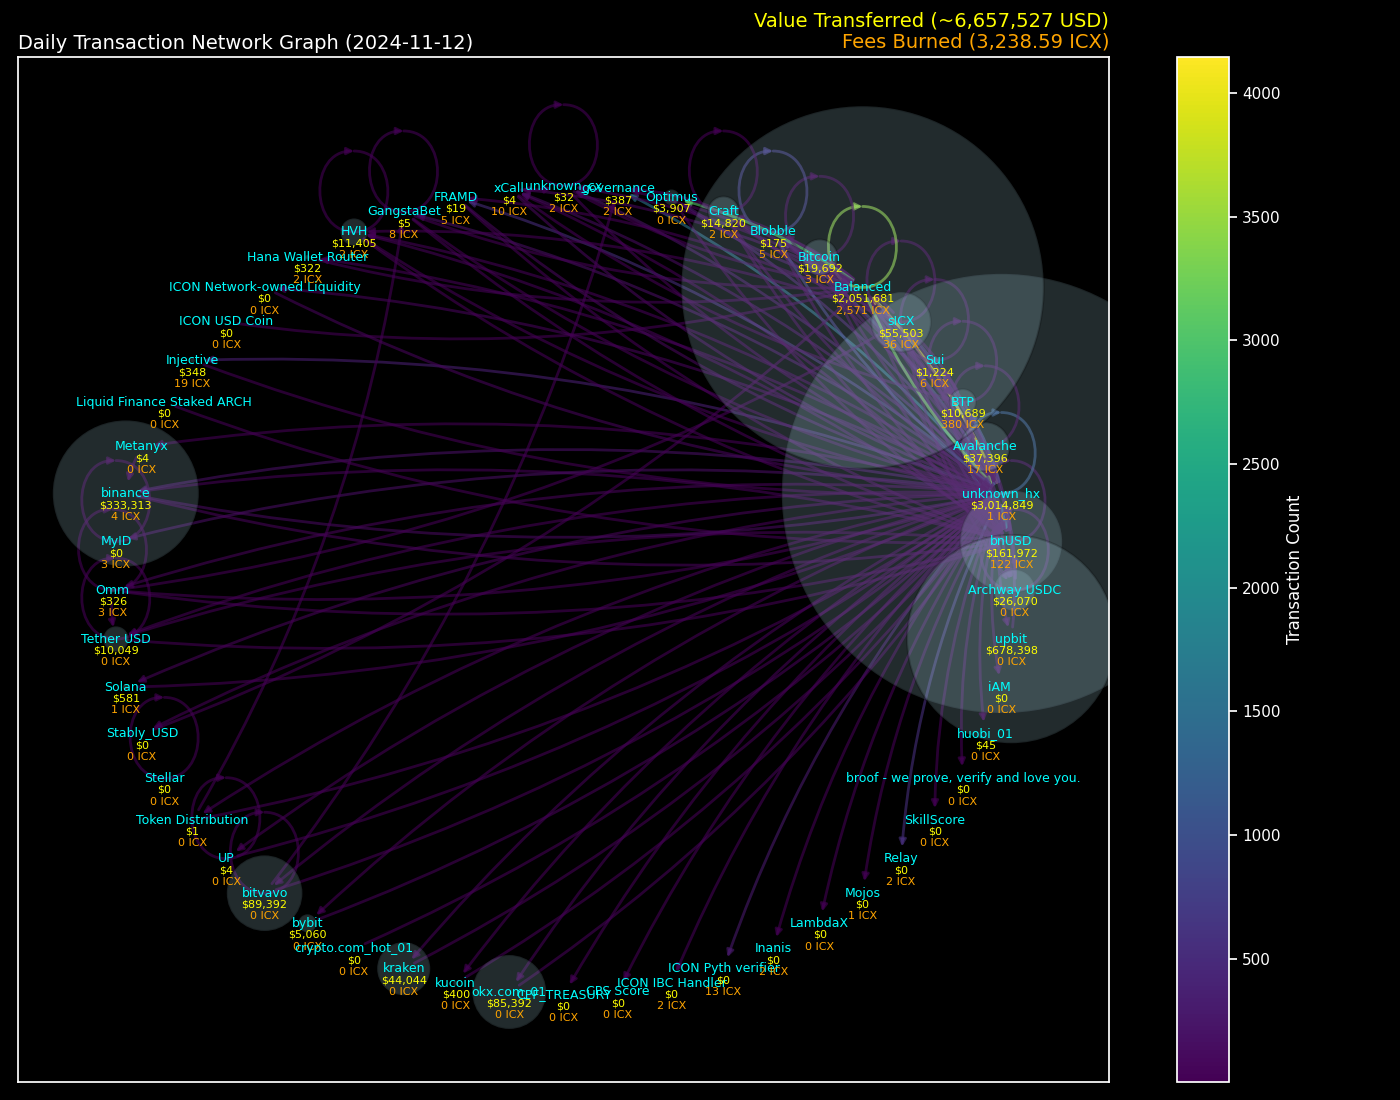 Value Transferred (~6,657,527 USD)
Daily Transaction Network Graph (2024-11-12)
Fees Burned (3,238.59 ICX)
xCall
$4
10 ICX
unknown_cx
$32
2 ICX
governance
$387
2 ICX
FRAMD
$19
5 ICX
Optimus
$3,907
0 ICX
GangstaBet
$5
8 ICX
Craft
$14,820
2 ICX
HVH
$11,405
2 ICX
Blobble
$175
5 ICX
Hana Wallet Router
$322
2 ICX
Bitcoin
$19,692
3 ICX
ICON Network-owned Liquidity
$0
0 ICX
Balanced
$2,051,681
2,571 ICX
ICON USD Coin
$0
0 ICX
sICX
$55,503
36 ICX
Injective
$348
19 ICX
Sui
$1,224
6 ICX
Liquid Finance Staked ARCH
$0
0 ICX
BTP
$10,689
380 ICX
Metanyx
$4
0 ICX
Avalanche
$37,396
17 ICX
binance
$333,313
4 ICX
unknown_hx
$3,014,849
1 ICX
MyID
$0
3 ICX
bnUSD
$161,972
122 ICX
Omm
$326
3 ICX
Archway USDC
$26,070
0 ICX
Tether USD
$10,049
0 ICX
upbit
$678,398
0 ICX
Solana
$581
1 ICX
iAM
$0
0 ICX
Stably_USD
$0
0 ICX
huobi_01
$45
0 ICX
Stellar
$0
0 ICX
broof - we prove, verify and love you.
$0
0 ICX
Token Distribution
$1
0 ICX
SkillScore
$0
0 ICX
UP
$4
0 ICX
Relay
$0
2 ICX
bitvavo
$89,392
0 ICX
Mojos
$0
1 ICX
bybit
$5,060
0 ICX
LambdaX
$0
0 ICX
crypto.com_hot_01
$0
0 ICX
Inanis
$0
2 ICX
kraken
$44,044
0 ICX
ICON Pyth verifier
$0
13 ICX
kucoin
$400
0 ICX
ICON IBC Handler
$0
2 ICX
okx.com_01
$85,392
0 ICX
CPF_TREASURY
$0
0 ICX
CPS Score
$0
0 ICX
4000
3500
3000
2500
2000
1500
1000
500
Transaction Count